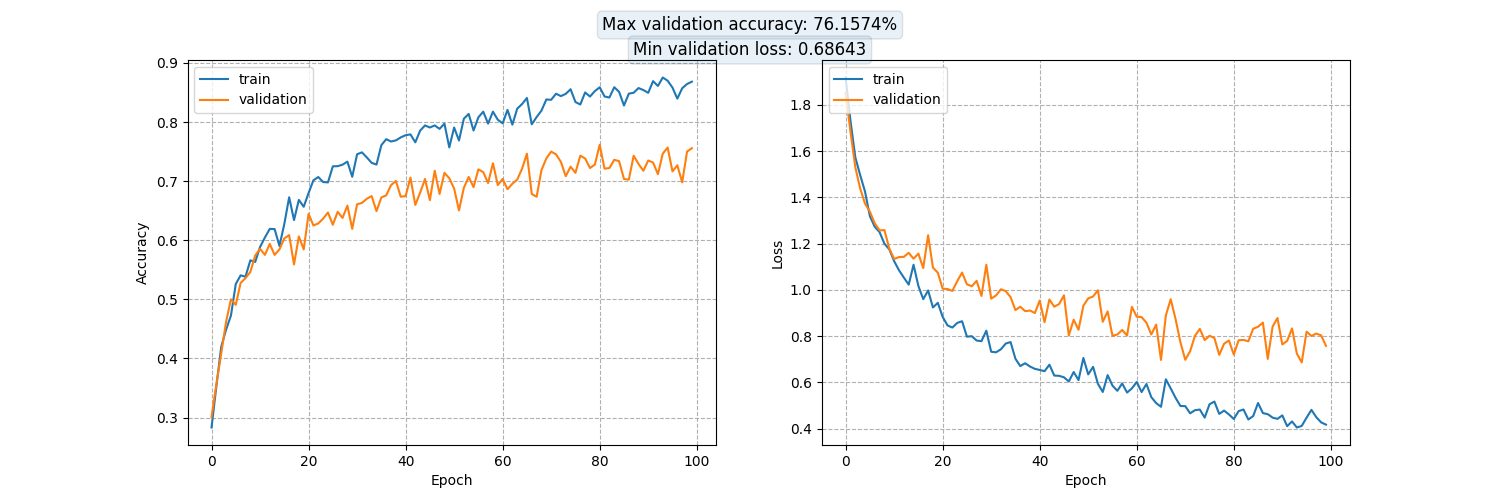 Max validation accuracy: 76.1574%
Min validation loss: 0.68643
train
validation
0.9
0.8
0.7
0.6
0.5
0.4
0.3
Accuracy
0 20 40 60 80 100
Epoch
train
validation
1.8
1.6
1.4
1.2
1.0
0.8
0.6
0.4
Loss
0 20 40 60 80 100
Epoch